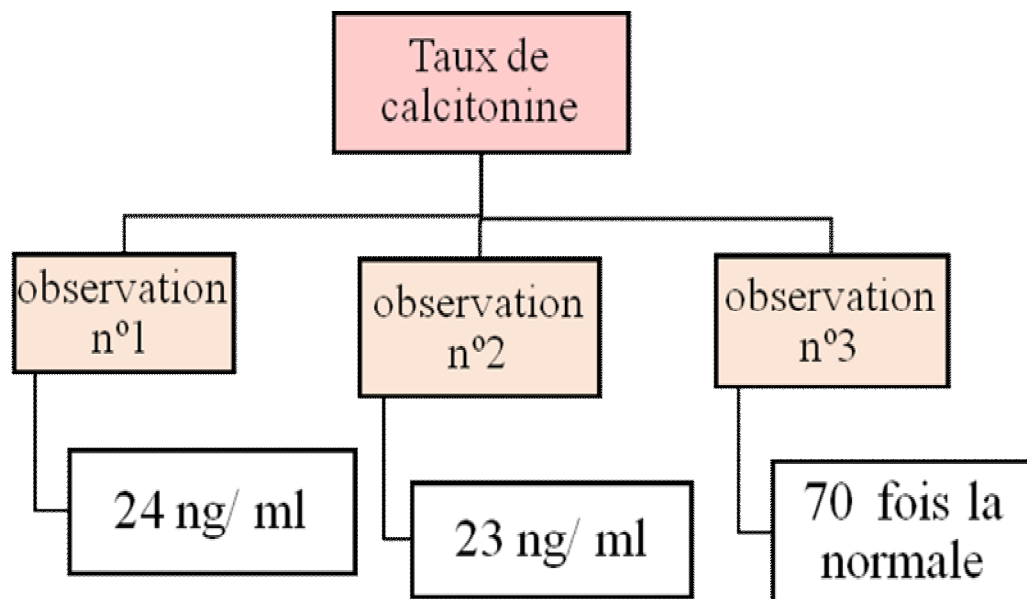 Taux de
calcitonine
observation
nº1
observation
nº2
observation
nº3
24 ng/ ml
23 ng/ ml
70 fois la
normale